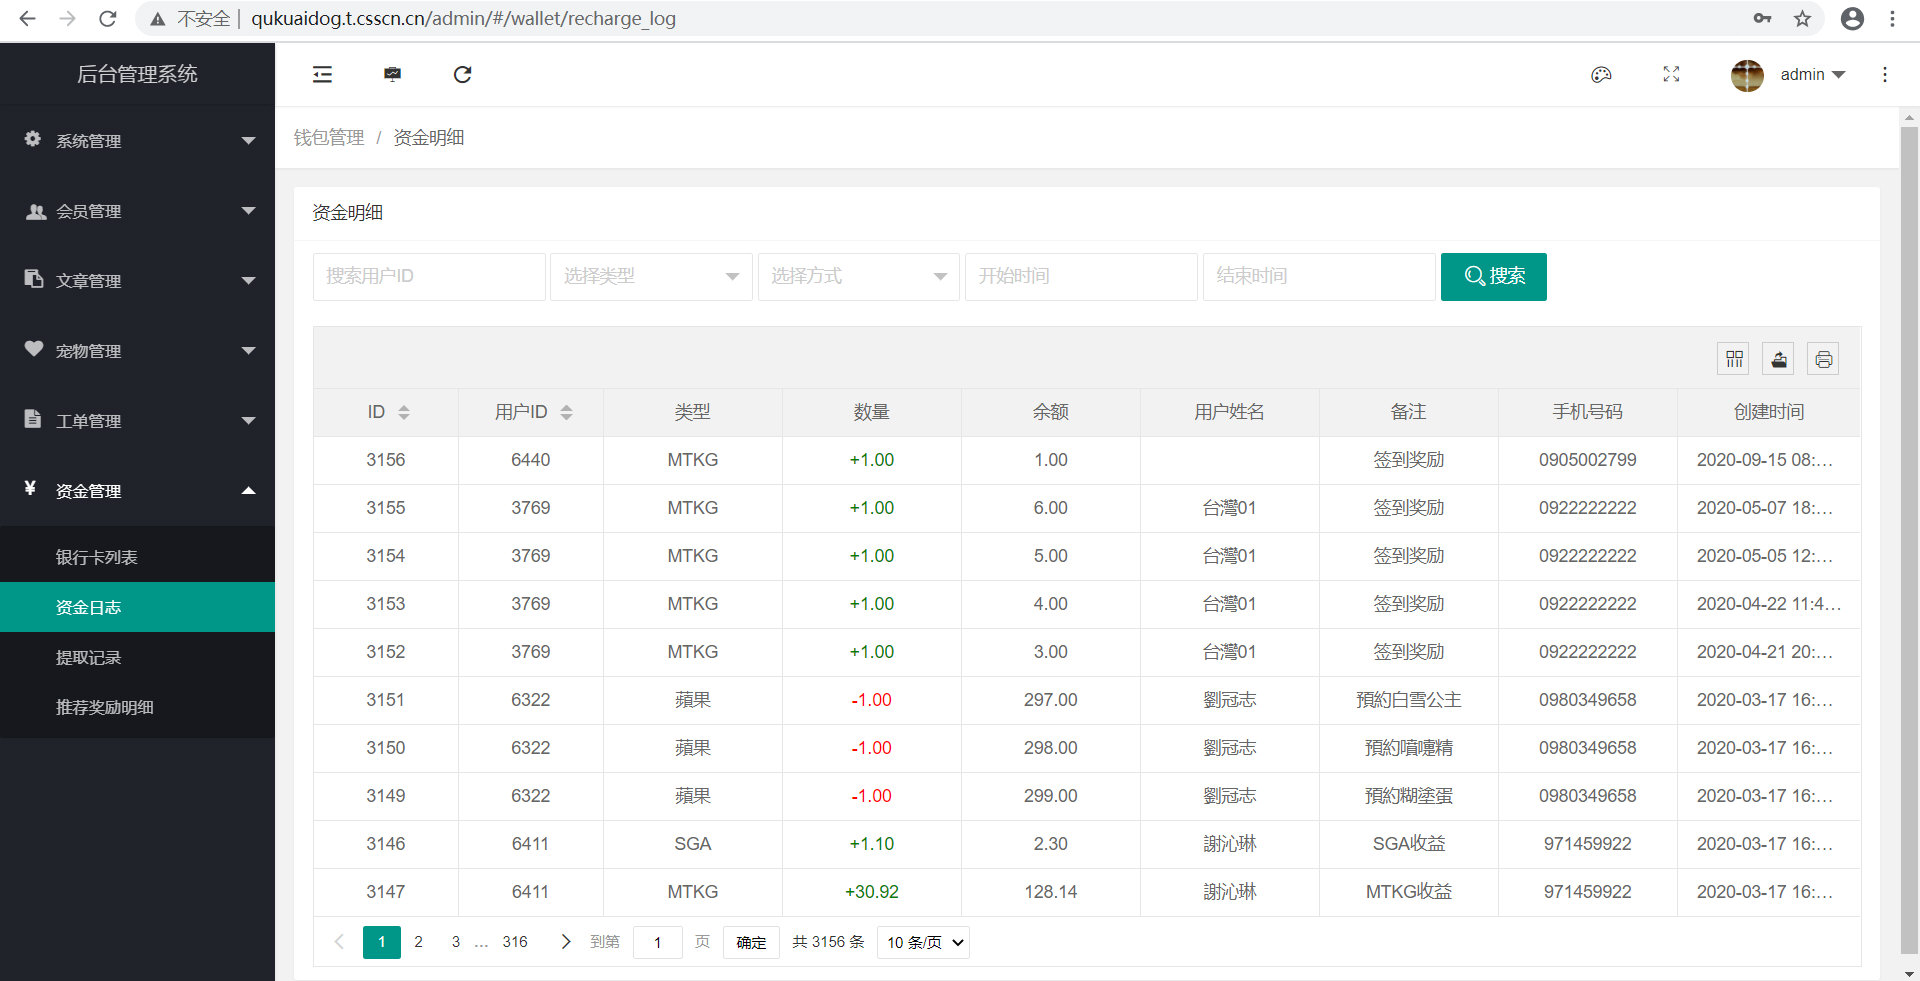 不安全 | qukuaidog.t.csscn.cn/admin/#/wallet/recharge_log
后台管理系统
admin
系统管理
会员管理
文章管理
宠物管理
工单管理
¥ 资金管理
银行卡列表
资金日志
提取记录
推荐奖励明细
钱包管理 / 资金明细
资金明细
搜索用户ID 选择类型 选择方式 开始时间 结束时间 搜索
ID 用户ID 类型 数量 余额 用户姓名 备注 手机号码 创建时间
3156 6440 MTKG +1.00 1.00 签到奖励 0905002799 2020-09-15 08:...
3155 3769 MTKG +1.00 6.00 台灣01 签到奖励 0922222222 2020-05-07 18:...
3154 3769 MTKG +1.00 5.00 台灣01 签到奖励 0922222222 2020-05-05 12:...
3153 3769 MTKG +1.00 4.00 台灣01 签到奖励 0922222222 2020-04-22 11:4...
3152 3769 MTKG +1.00 3.00 台灣01 签到奖励 0922222222 2020-04-21 20:...
3151 6322 蘋果 -1.00 297.00 劉冠志 預約白雪公主 0980349658 2020-03-17 16:...
3150 6322 蘋果 -1.00 298.00 劉冠志 預約噴嚏精 0980349658 2020-03-17 16:...
3149 6322 蘋果 -1.00 299.00 劉冠志 預約糊塗蛋 0980349658 2020-03-17 16:...
3146 6411 SGA +1.10 2.30 謝沁琳 SGA收益 971459922 2020-03-17 16:...
3147 6411 MTKG +30.92 128.14 謝沁琳 MTKG收益 971459922 2020-03-17 16:...
1 2 3 ... 316 到第 1 页 确定 共 3156 条 10 条/页